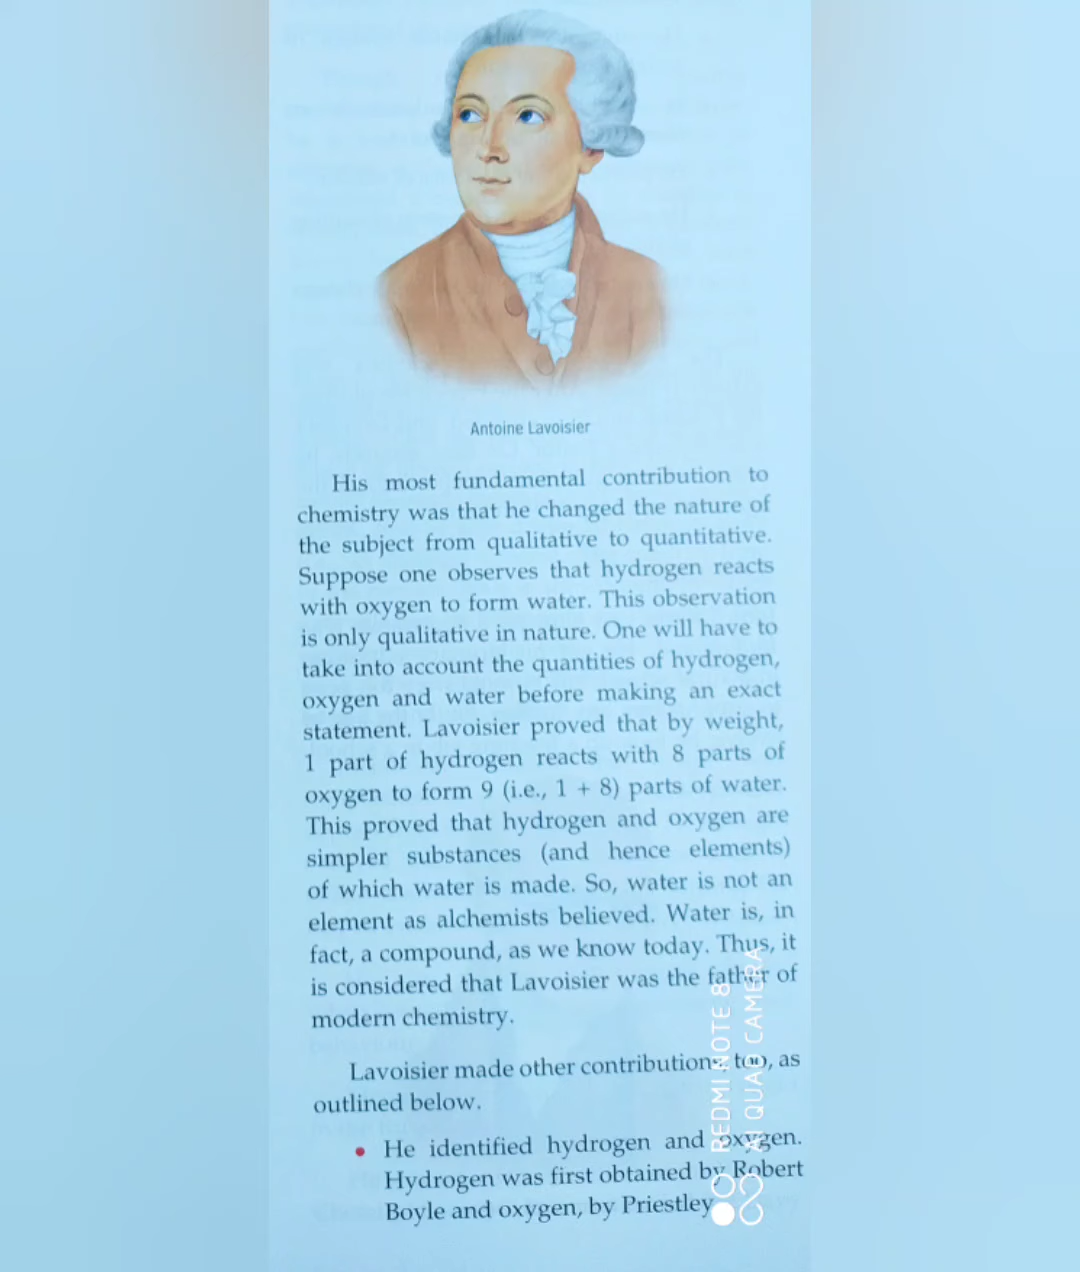 Antoine Lavoisier
His most fundamental contribution to
chemistry was that he changed the nature of
the subject from qualitative to quantitative.
Suppose one observes that hydrogen reacts
with oxygen to form water. This observation
is only qualitative in nature. One will have to
take into account the quantities of hydrogen,
oxygen and water before making an exact
statement. Lavoisier proved that by weight,
1 part of hydrogen reacts with 8 parts of
oxygen to form 9 (i.e., 1 + 8) parts of water.
This proved that hydrogen and oxygen are
simpler substances (and hence elements)
of which water is made. So, water is not an
element as alchemists believed. Water is, in
fact, a compound, as we know today. Thus, it
is considered that Lavoisier was the father of
modern chemistry.
Lavoisier made other contributions, too, as
outlined below.
• He identified hydrogen and oxygen.
Hydrogen was first obtained by Robert
Boyle and oxygen, by Priestley
REDMI NOTE 8
AI QUAD CAMERA